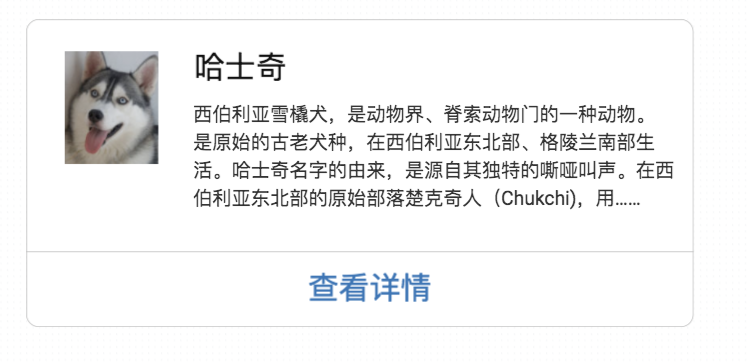 哈士奇
西伯利亚雪橇犬，是动物界、脊索动物门的一种动物。
是原始的古老犬种，在西伯利亚东北部、格陵兰南部生
活。哈士奇名字的由来，是源自其独特的嘶哑叫声。在西
伯利亚东北部的原始部落楚克奇人（Chukchi)，用......
查看详情